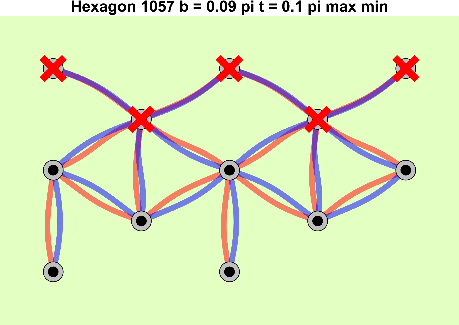 Hexagon 1057 b = 0.09 pi t = 0.1 pi max min